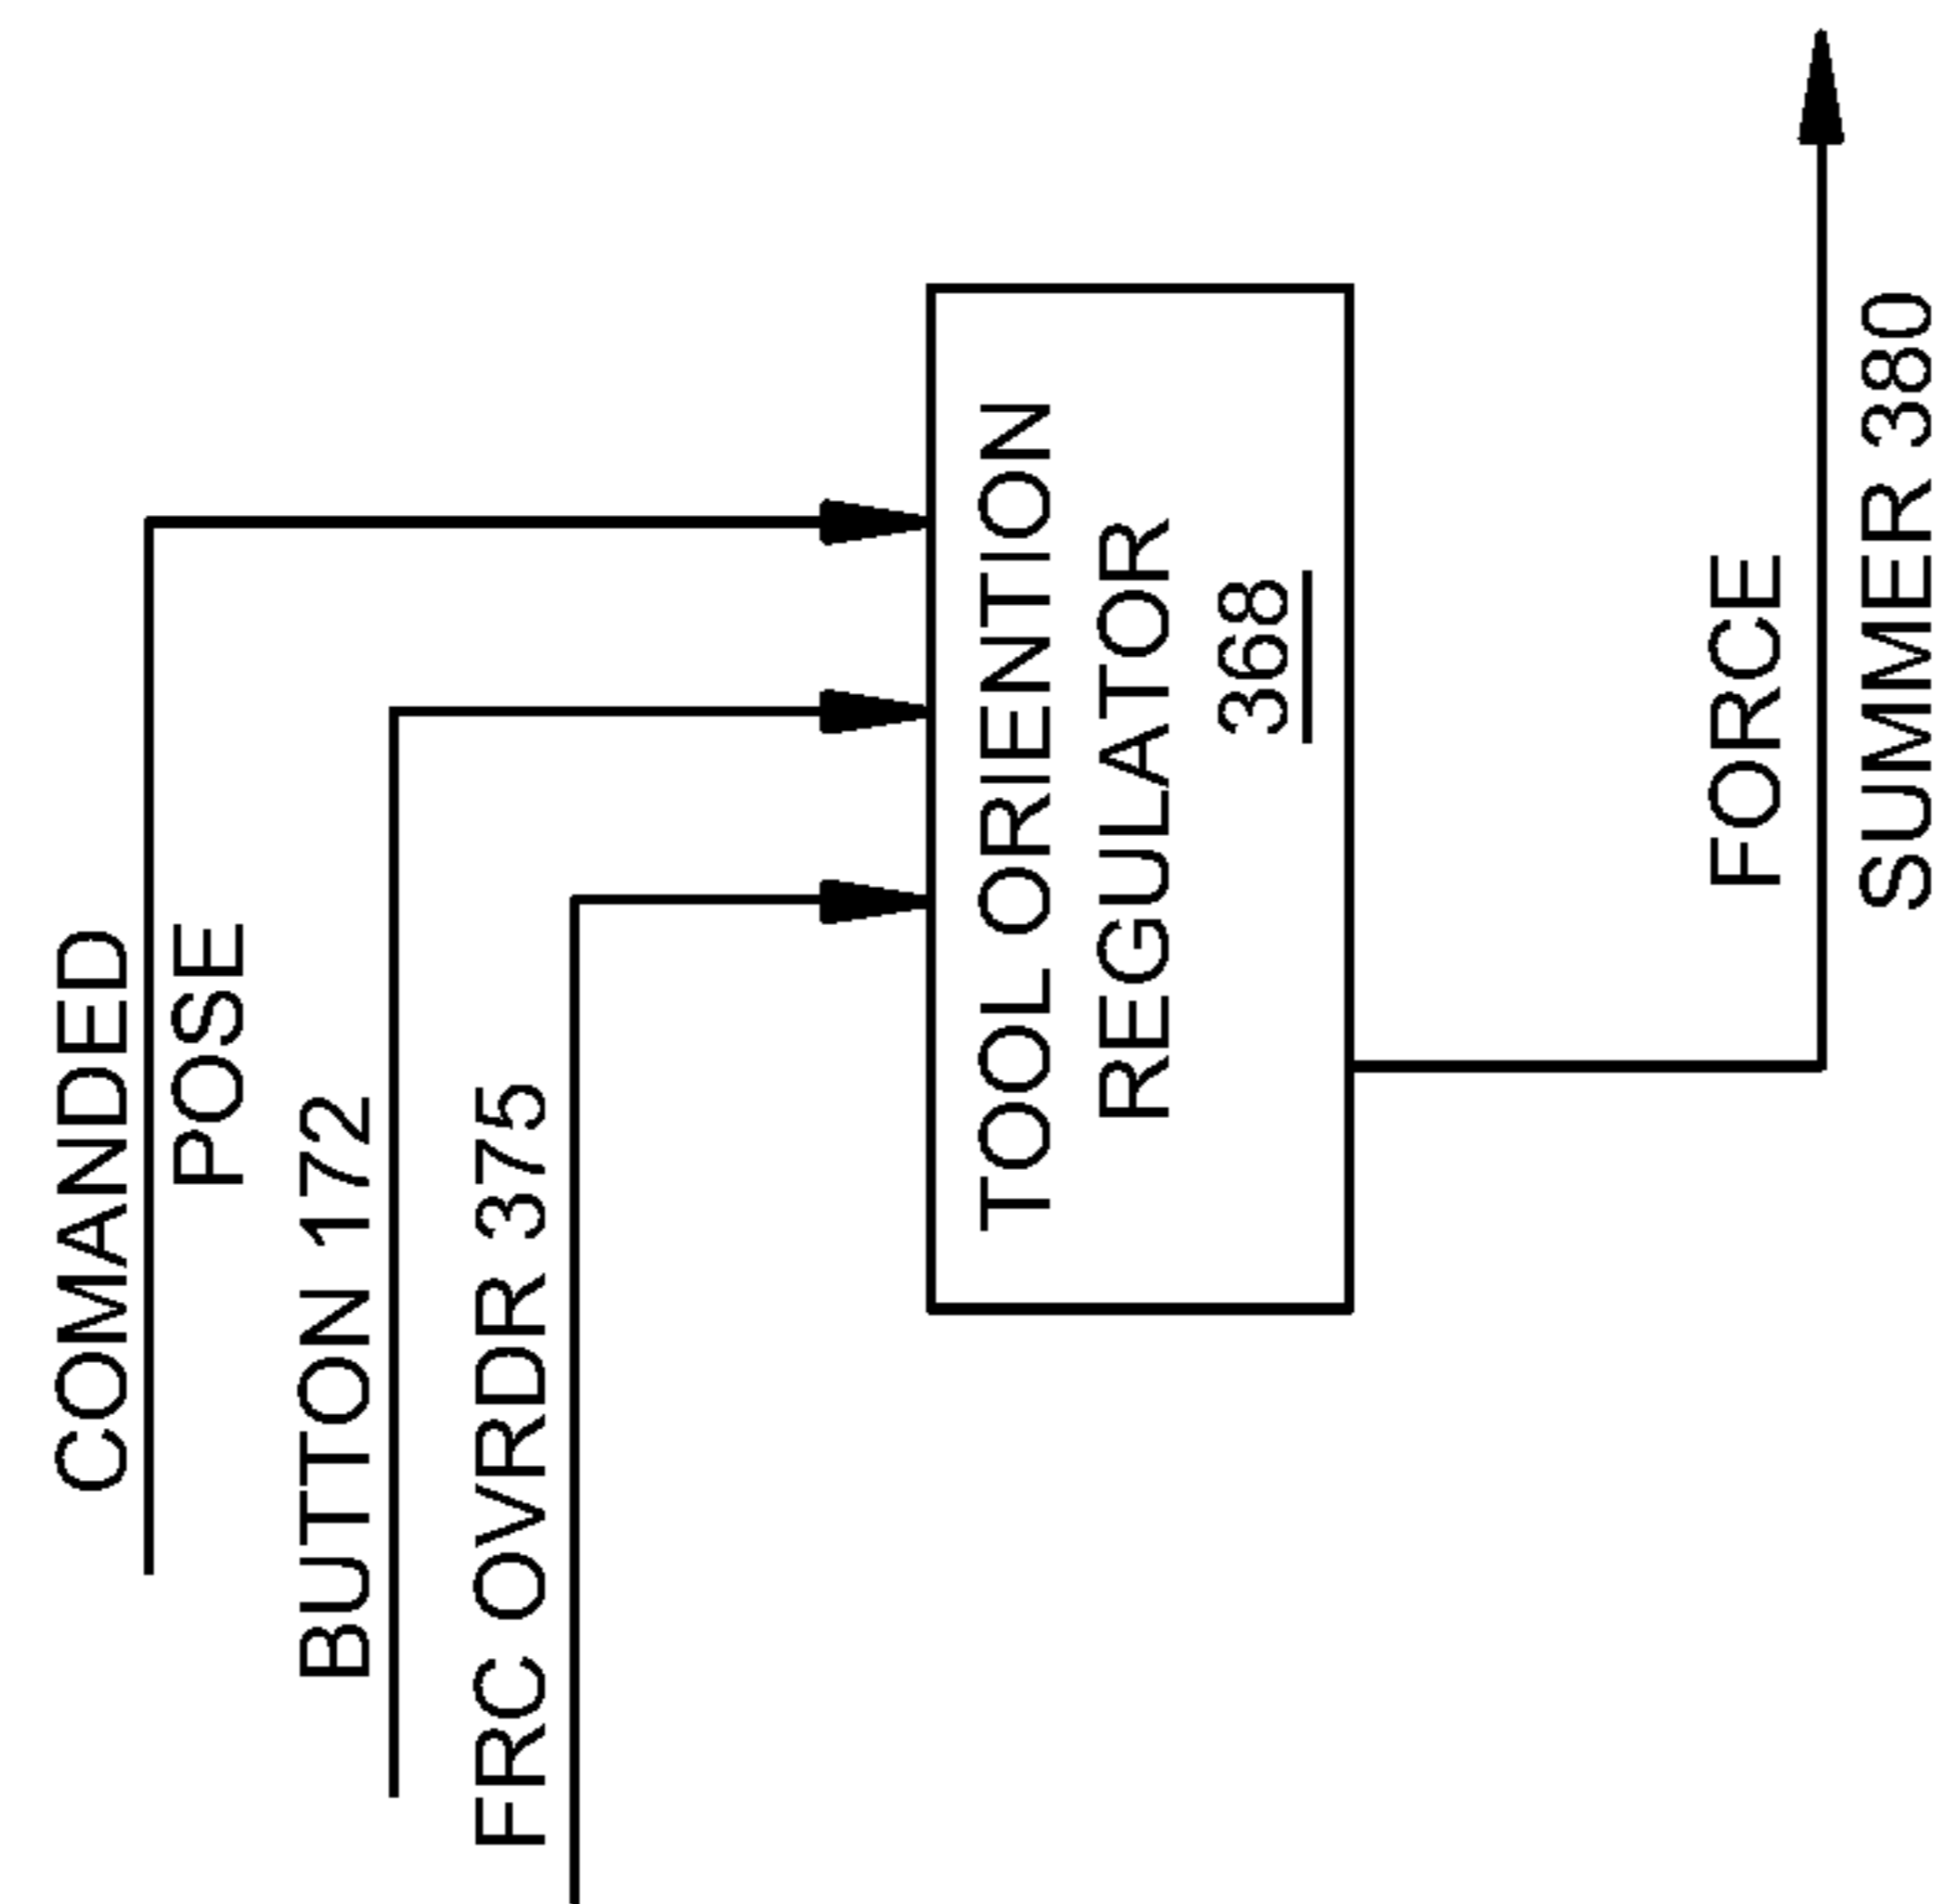 COMANDED
POSE
BUTTON 172
FRC OVRDR 375
TOOL ORIENTION
REGULATOR
368
FORCE
SUMMER 380